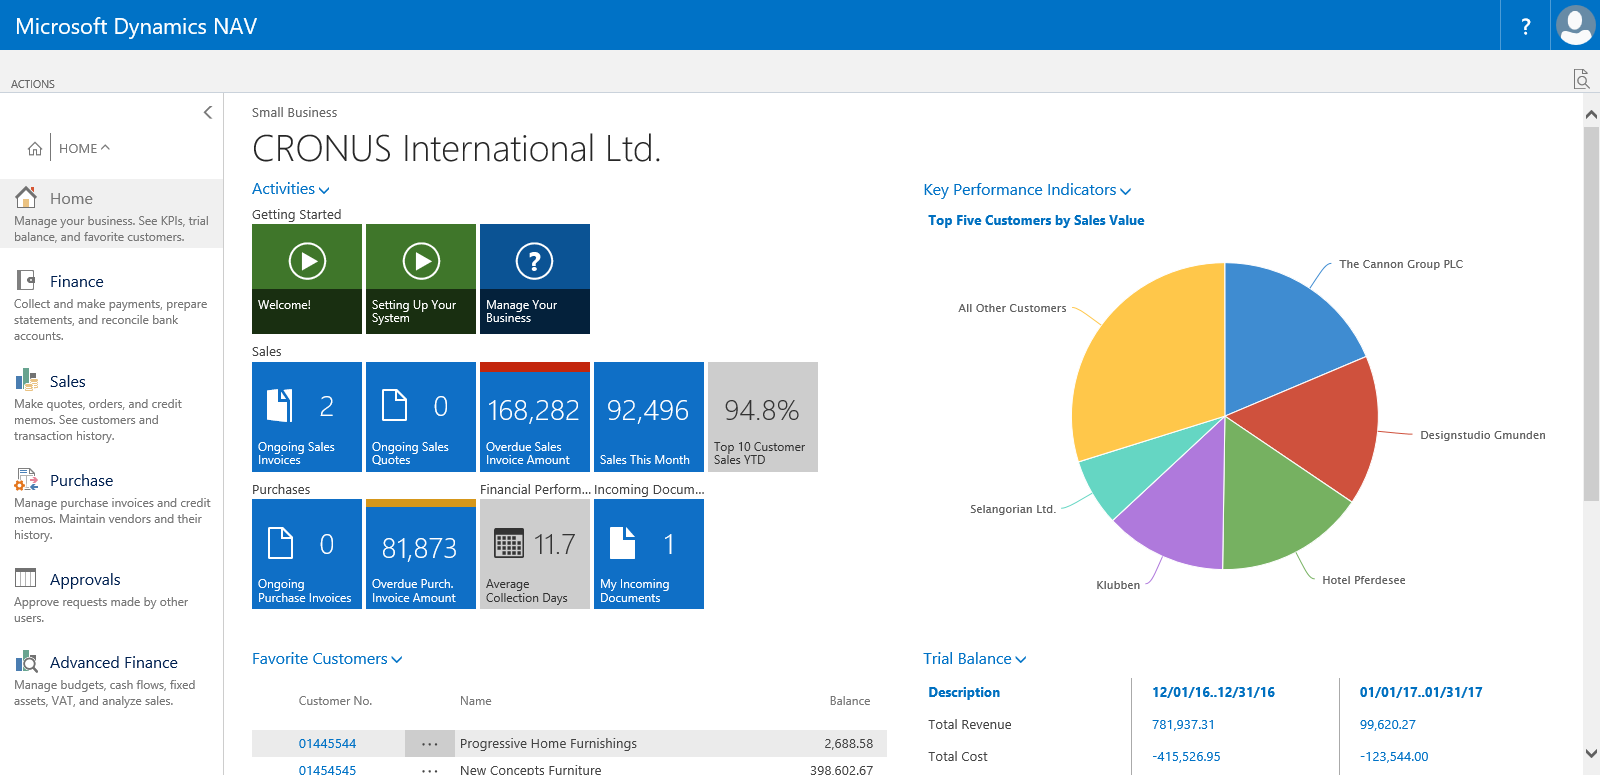 Microsoft Dynamics NAV
?
ACTIONS
HOME
Home
Manage your business. See KPIs, trial
balance, and favorite customers.
Finance
Collect and make payments, prepare
statements, and reconcile bank
accounts.
Sales
Make quotes, orders, and credit
memos. See customers and
transaction history.
Purchase
Manage purchase invoices and credit
memos. Maintain vendors and their
history.
Approvals
Approve requests made by other
users.
Advanced Finance
Manage budgets, cash flows, fixed
assets, VAT, and analyze sales.
Small Business
CRONUS International Ltd.
Activities
Getting Started
Welcome!
Setting Up Your
System
?
Manage Your
Business
Sales
2
Ongoing Sales
Invoices
0
Ongoing Sales
Quotes
168,282
Overdue Sales
Invoice Amount
92,496
Sales This Month
94.8%
Top 10 Customer
Sales YTD
Purchases
Financial Perform...
Incoming Docum...
0
Ongoing
Purchase Invoices
81,873
Overdue Purch.
Invoice Amount
11.7
Average
Collection Days
1
My Incoming
Documents
Favorite Customers
Customer No. Name Balance
01445544 ... Progressive Home Furnishings 2,688.58
01454545 ... New Concepts Furniture 398,602.67
Key Performance Indicators
Top Five Customers by Sales Value
The Cannon Group PLC
All Other Customers
Designstudio Gmunden
Selangorian Ltd.
Hotel Pferdesee
Klubben
Trial Balance
Description 12/01/16..12/31/16 01/01/17..01/31/17
Total Revenue 781,937.31 99,620.27
Total Cost -415,526.95 -123,544.00